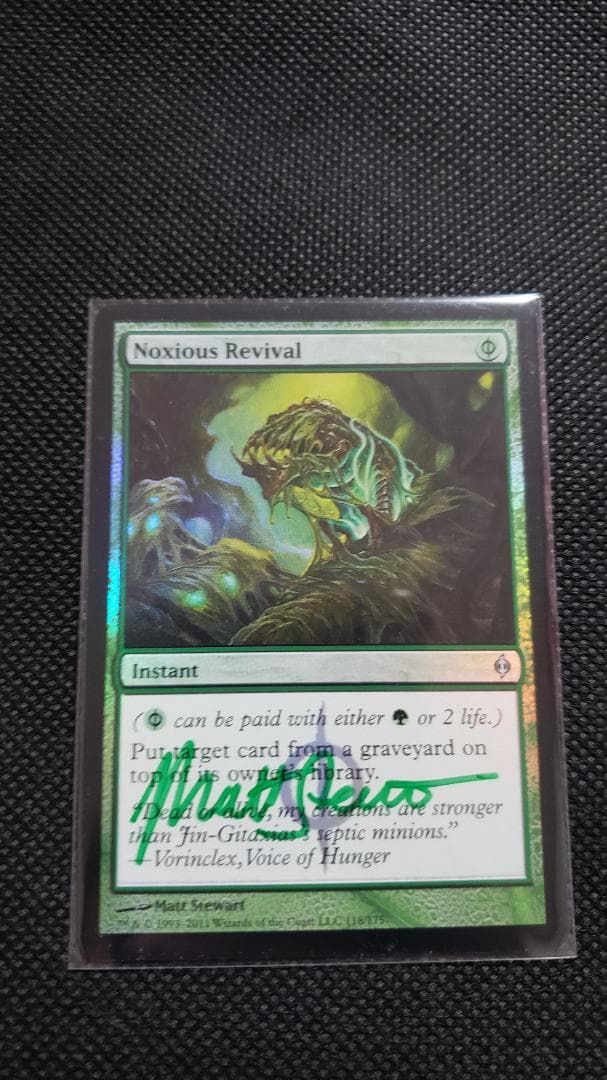 Noxious Revival
Instant
( can be paid with either or 2 life.)
Put target card from a graveyard on
top of its owner's library.
"Dead or alive, my creations are stronger
than Jin-Gitaxias's septic minions."
—Vorinclex, Voice of Hunger
Matt Stewart
™ & © 1993–2011 Wizards of the Coast LLC 118/175